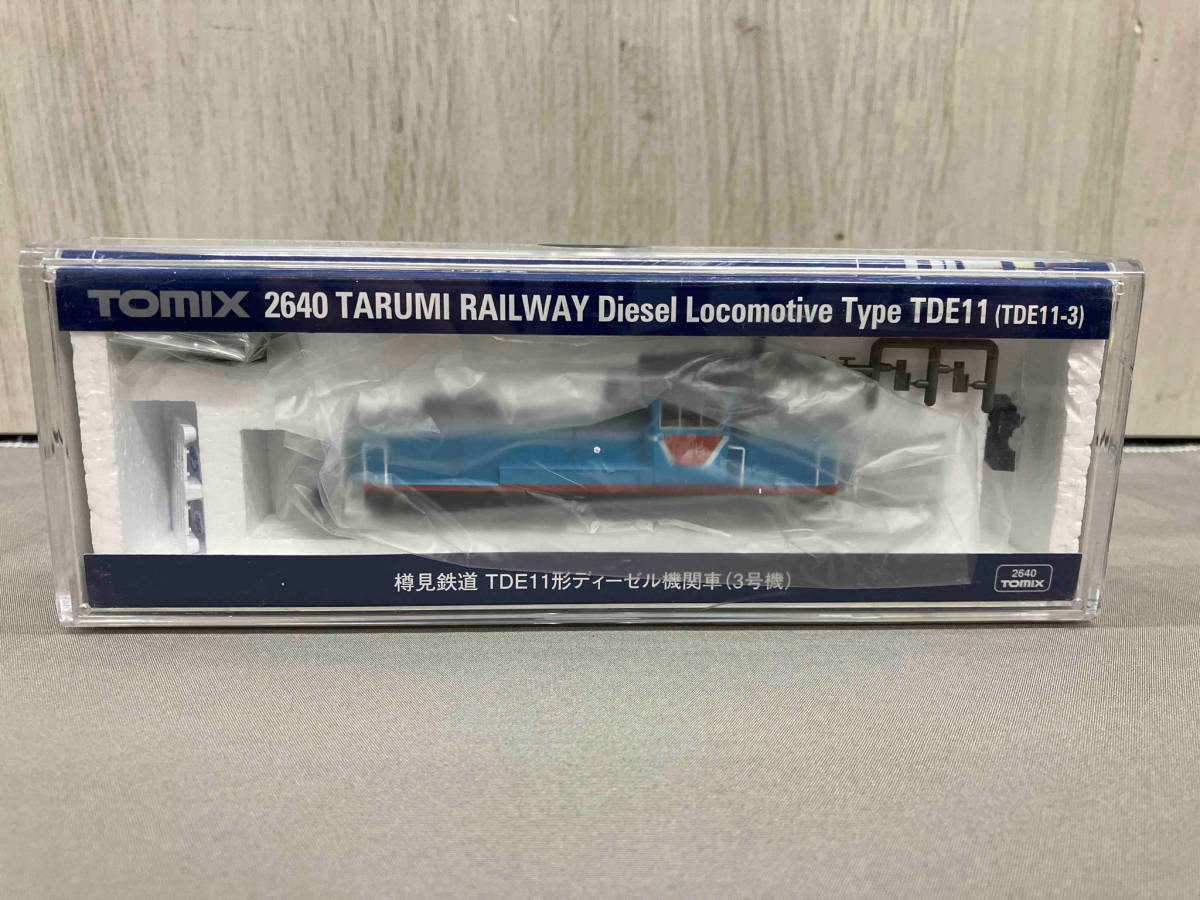 TOMIX 2640 TARUMI RAILWAY Diesel Locomotive Type TDE11 (TDE11-3)
樽見鉄道 TDE11形ディーゼル機関車(3号機)
2640
TOMIX